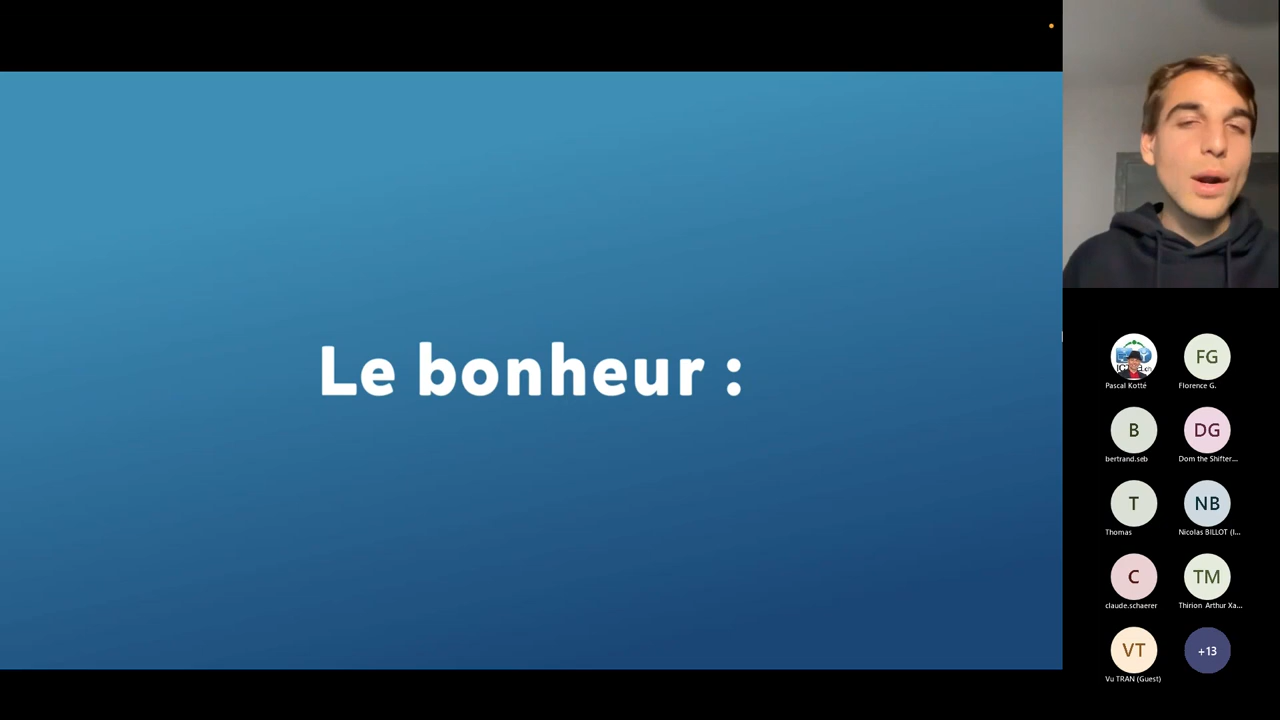 Le bonheur :
Pascal Kotté
FG
Florence G.
B
bertrand.seb
DG
Dom the Shifter...
T
Thomas
NB
Nicolas BILLOT (I...
C
claude.schaerer
TM
Thirion Arthur Xa...
VT
Vu TRAN (Guest)
+13